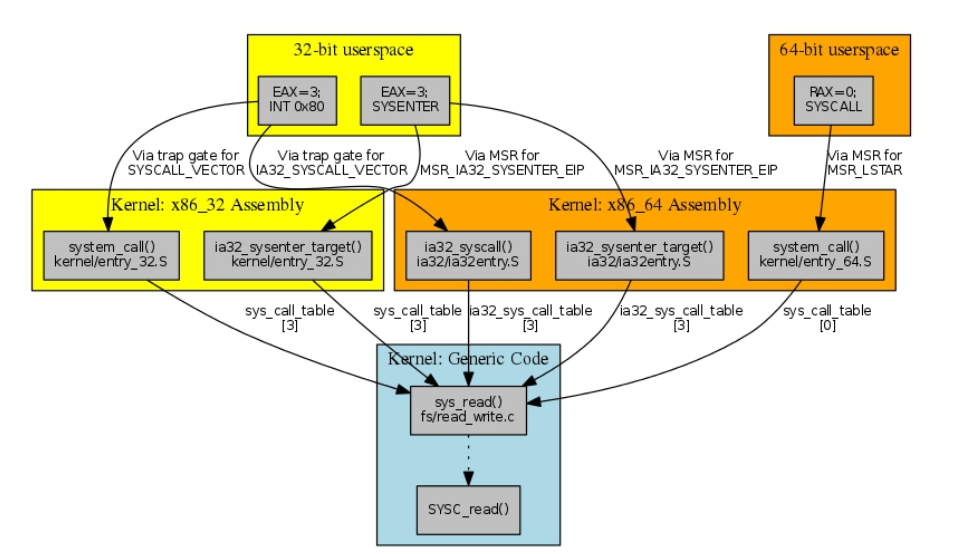 32-bit userspace
64-bit userspace
EAX=3;
INT 0x80
EAX=3;
SYSENTER
RAX=0;
SYSCALL
Via trap gate for
SYSCALL_VECTOR
Via trap gate for
IA32_SYSCALL_VECTOR
Via MSR for
MSR_IA32_SYSENTER_EIP
Via MSR for
MSR_IA32_SYSENTER_EIP
Via MSR for
MSR_LSTAR
Kernel: x86_32 Assembly
Kernel: x86_64 Assembly
system_call()
kernel/entry_32.S
ia32_sysenter_target()
kernel/entry_32.S
ia32_syscall()
ia32/ia32entry.S
ia32_sysenter_target()
ia32/ia32entry.S
system_call()
kernel/entry_64.S
sys_call_table
[3]
sys_call_table
[3]
ia32_sys_call_table
[3]
ia32_sys_call_table
[3]
sys_call_table
[0]
Kernel: Generic Code
sys_read()
fs/read_write.c
SYSC_read()